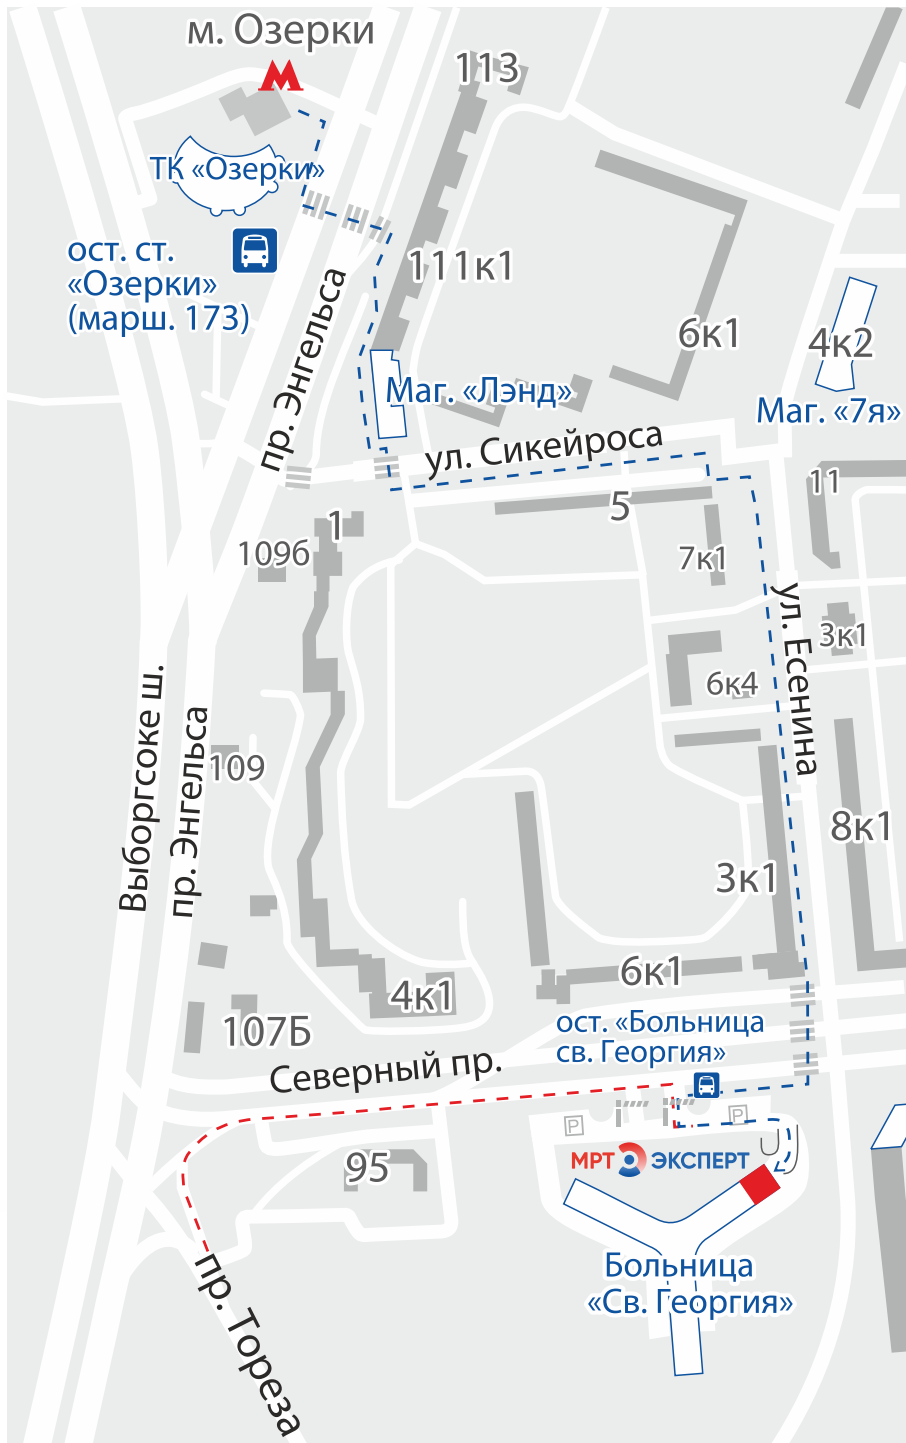 м. Озерки
113
ТК «Озерки»
ост. ст.
«Озерки»
(марш. 173)
111к1
6к1
4к2
пр. Энгельса
Маг. «Лэнд»
Маг. «7я»
ул. Сикейроса
11
5
1
109б
7к1
ул. Есенина
3к1
6к4
Выборгсоке ш.
пр. Энгельса
109
8к1
3к1
6к1
4к1
107Б
ост. «Больница
св. Георгия»
Северный пр.
P
P
95
МРТ ЭКСПЕРТ
Больница
«Св. Георгия»
пр. Тореза